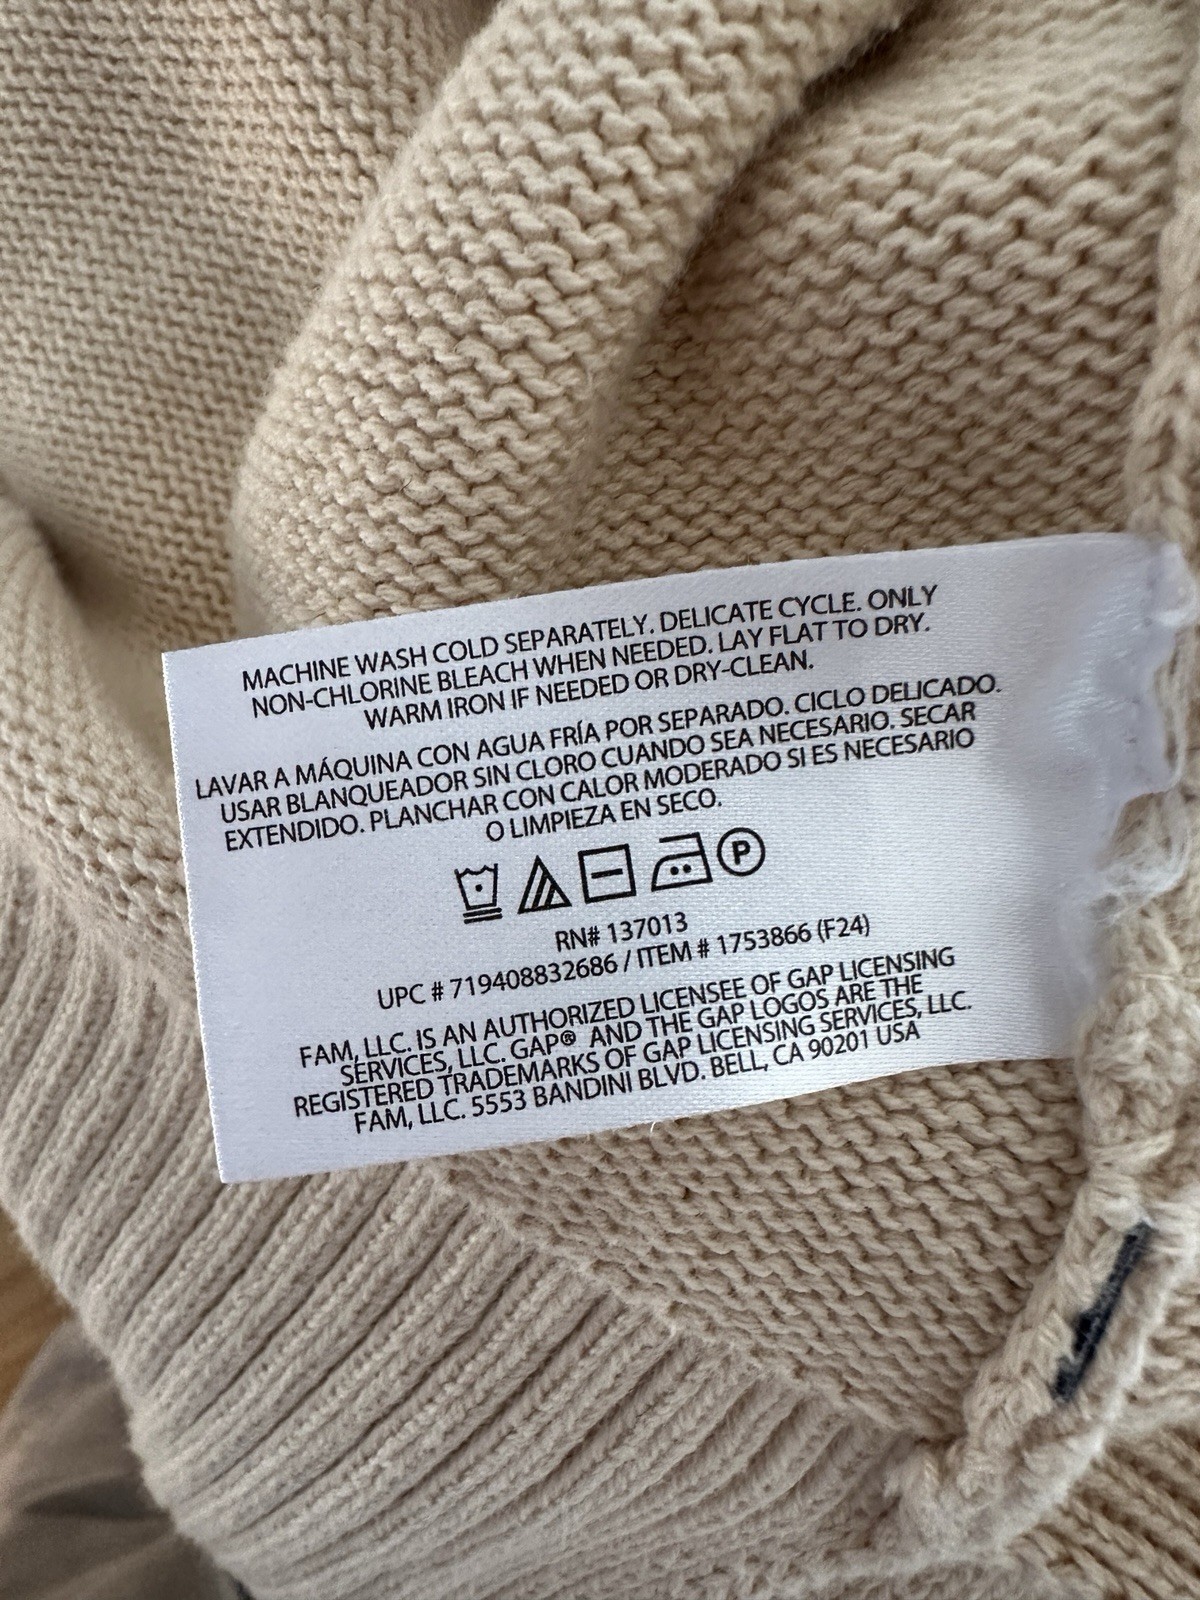 MACHINE WASH COLD SEPARATELY. DELICATE CYCLE. ONLY
NON-CHLORINE BLEACH WHEN NEEDED. LAY FLAT TO DRY.
WARM IRON IF NEEDED OR DRY-CLEAN.
LAVAR A MÁQUINA CON AGUA FRÍA POR SEPARADO. CICLO DELICADO.
USAR BLANQUEADOR SIN CLORO CUANDO SEA NECESARIO. SECAR
EXTENDIDO. PLANCHAR CON CALOR MODERADO SI ES NECESARIO
O LIMPIEZA EN SECO.
P
RN# 137013
UPC # 719408832686 / ITEM # 1753866 (F24)
FAM, LLC. IS AN AUTHORIZED LICENSEE OF GAP LICENSING
SERVICES, LLC. GAP® AND THE GAP LOGOS ARE THE
REGISTERED TRADEMARKS OF GAP LICENSING SERVICES, LLC.
FAM, LLC. 5553 BANDINI BLVD. BELL, CA 90201 USA